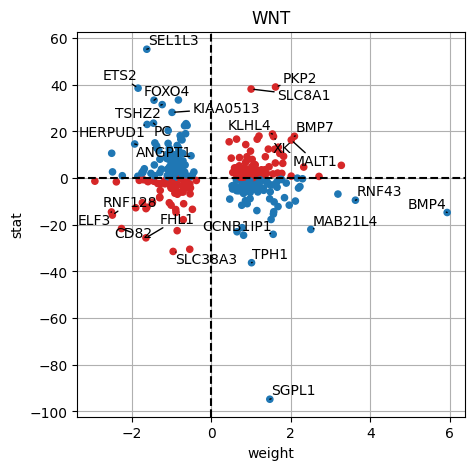 WNT
60
40
20
0
−20
−40
−60
−80
−100
stat
SEL1L3
ETS2
PKP2
FOXO4
SLC8A1
KIAA0513
TSHZ2
PC
KLHL4
BMP7
HERPUD1
ANGPT1
XK
MALT1
RNF43
RNF128
BMP4
ELF3
FHL1
CD82
CCNB1IP1
MAB21L4
SLC38A3
TPH1
SGPL1
−2
0
2
4
6
weight